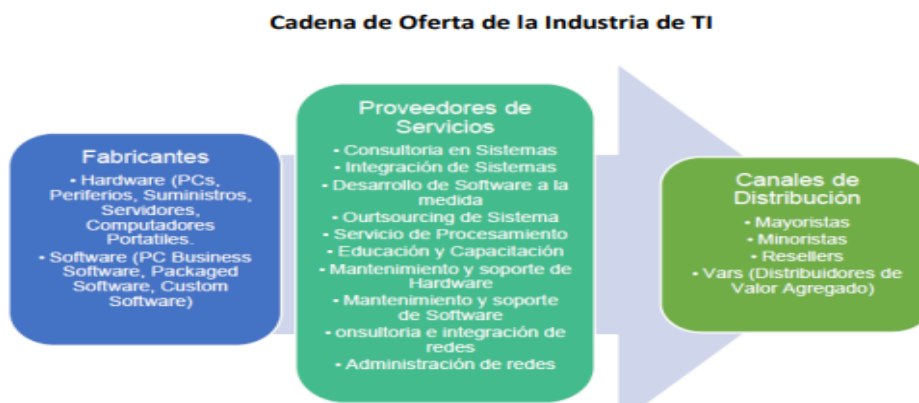 Cadena de Oferta de la Industria de TI
Fabricantes
• Hardware (PCs,
Periferios, Suministros,
Servidores,
Computadores
Portatiles.
• Software (PC Business
Software, Packaged
Software, Custom
Software)
Proveedores de
Servicios
• Consultoria en Sistemas
• Integración de Sistemas
• Desarrollo de Software a la
medida
• Ourtsourcing de Sistema
• Servicio de Procesamiento
• Educación y Capacitación
• Mantenimiento y soporte de
Hardware
• Mantenimiento y soporte
de Software
• onsultoria e integración de
redes
• Administración de redes
Canales de
Distribución
• Mayoristas
• Minoristas
• Resellers
• Vars (Distribuidores de
Valor Agregado)